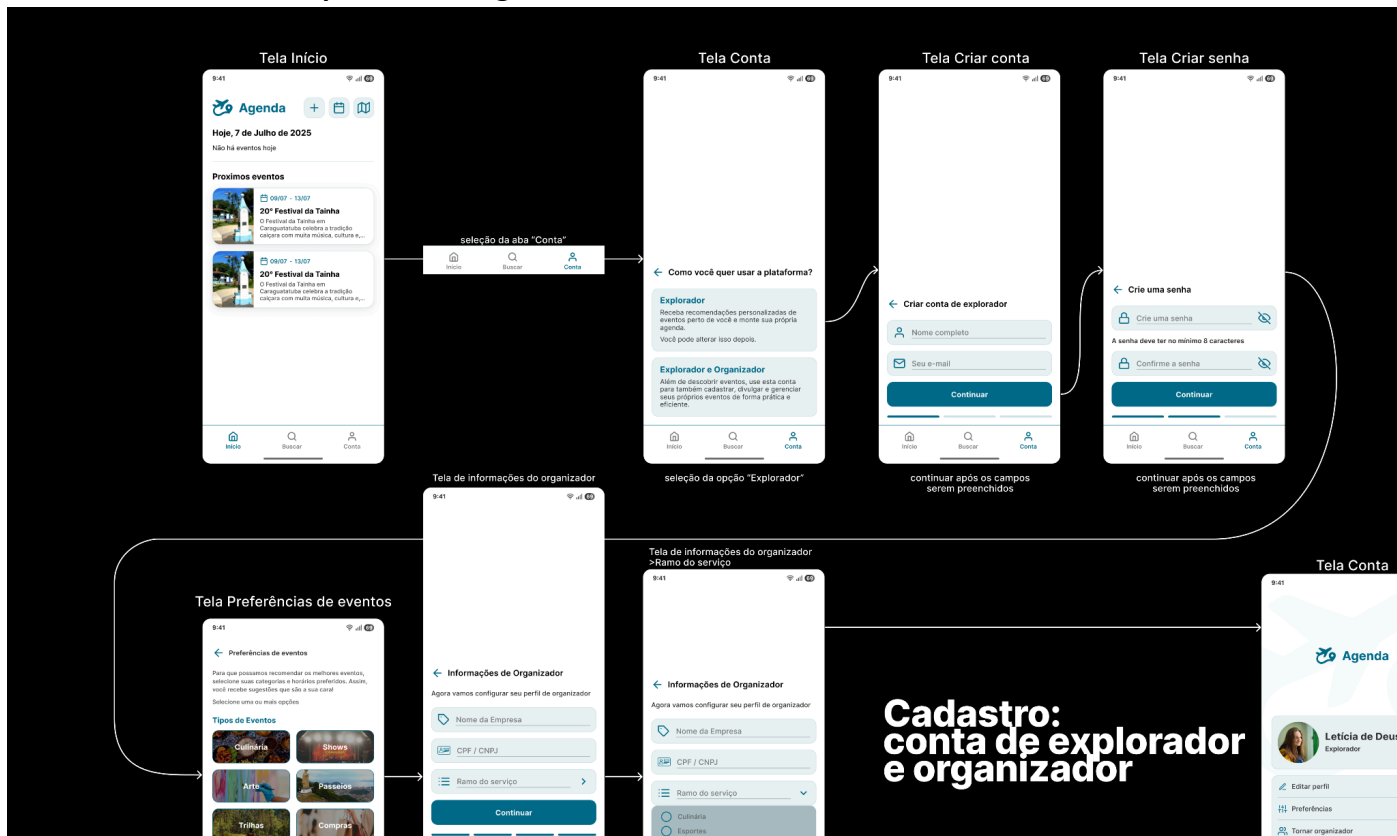 Tela Início
9:41
Agenda
Hoje, 7 de Julho de 2025
Não há eventos hoje
Proximos eventos
09/07 - 13/07
20° Festival da Tainha
O Festival da Tainha em
Caraguatatuba celebra a tradição
caiçara com muita música, cultura e,...
09/07 - 13/07
20° Festival da Tainha
O Festival da Tainha em
Caraguatatuba celebra a tradição
caiçara com muita música, cultura e,...
Início
Buscar
Conta
seleção da aba “Conta”
Início
Buscar
Conta
Tela Conta
9:41
Como você quer usar a plataforma?
Explorador
Receba recomendações personalizadas de
eventos perto de você e monte sua própria
agenda.
Você pode alterar isso depois.
Explorador e Organizador
Além de descobrir eventos, use esta conta
para também cadastrar, divulgar e gerenciar
seus próprios eventos de forma prática e
eficiente.
Início
Buscar
Conta
seleção da opção “Explorador”
Tela Criar conta
9:41
Criar conta de explorador
Nome completo
Seu e-mail
Continuar
Início
Buscar
Conta
continuar após os campos
serem preenchidos
Tela Criar senha
9:41
Crie uma senha
Crie uma senha
A senha deve ter no mínimo 8 caracteres
Confirme a senha
Continuar
Início
Buscar
Conta
continuar após os campos
serem preenchidos
Tela Preferências de eventos
9:41
Preferências de eventos
Para que possamos recomendar os melhores eventos,
selecione suas categorias e horários preferidos. Assim,
você recebe sugestões que são a sua cara!
Selecione uma ou mais opções
Tipos de Eventos
Culinária
Shows
Arte
Passeios
Trilhas
Compras
Tela de informações do organizador
9:41
Informações de Organizador
Agora vamos configurar seu perfil de organizador
Nome da Empresa
CPF / CNPJ
Ramo do serviço
Continuar
Tela de informações do organizador
>Ramo do serviço
9:41
Informações de Organizador
Agora vamos configurar seu perfil de organizador
Nome da Empresa
CPF / CNPJ
Ramo do serviço
Culinária
Esportes
Cadastro:
conta de explorador
e organizador
Tela Conta
9:41
Agenda
Letícia de Deus
Explorador
Editar perfil
Preferências
Tornar organizador